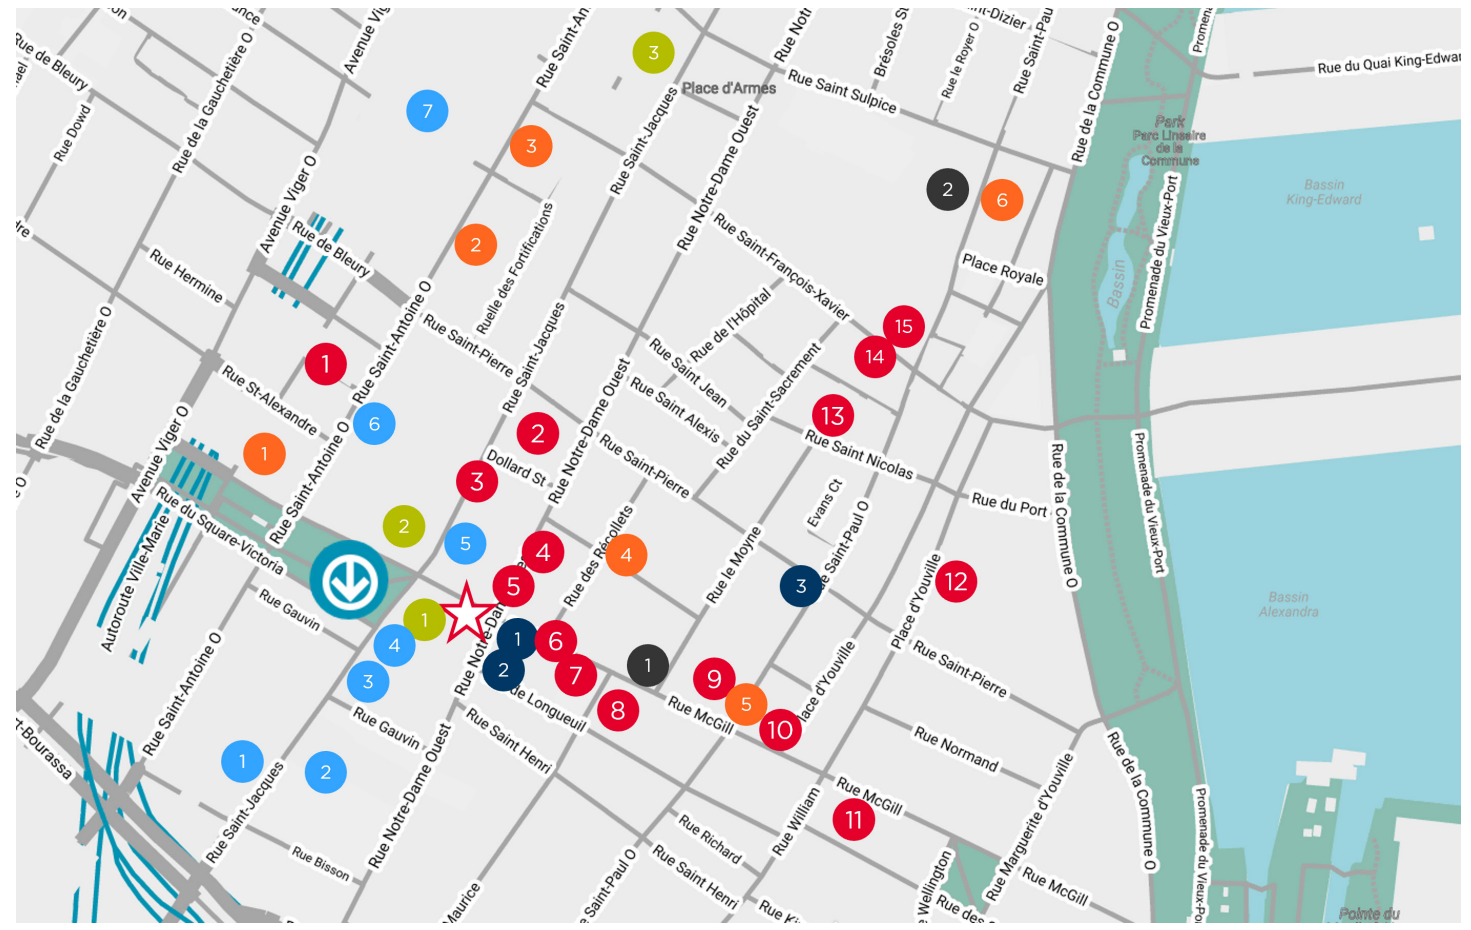 Rue de Bleury
Rue Dowd
Rue de la Gauchetière O
Avenue Viger O
Rue Saint-Jacques
3
Place d'Armes
Rue Saint Sulpice
Brésoles
Rue le Royer O
Rue de la Commune O
Rue du Quai King-Edwar
7
3
Park
Parc Linéaire
de la
Commune
Bassin
King-Edward
Rue Notre-Dame Ouest
2
6
Promenade du Vieux-Port
Rue de Bleury
2
Ruelle des Fortifications
Rue Saint-François-Xavier
Place Royale
Bassin
Rue Hermine
Rue Saint-Antoine O
Rue Saint-Pierre
Rue Saint-Jacques
Rue de l'Hôpital
15
14
Rue de la Gauchetière O
1
Rue St-Alexandre
Rue Saint Jean
Rue Saint Alexis
Rue du Saint-Sacrement
13
Rue Saint Nicolas
6
2
Avenue Viger O
1
Rue Saint-Antoine O
Dollard St
Rue Notre-Dame Ouest
Rue Saint-Pierre
3
Rue du Square-Victoria
Autoroute Ville-Marie
2
5
4
Rue des Récollets
4
Evans Ct
Rue du Port
Rue de la Commune O
Promenade du Vieux-Port
5
Rue le Moyne
3
Rue Saint-Paul O
12
Place d'Youville
Bassin
Alexandra
Rue Gauvin
1
4
3
1
2
6
7
8
1
9
5
10
Rue McGill
Place d'Youville
Rue Saint-Pierre
Rue Saint-Antoine O
Rue Gauvin
de Longueuil
Rue Saint Henri
Rue Notre-Dame Ouest
Rue Normand
1
2
Rue Saint-Jacques
Rue Bisson
Rue William
11
Rue McGill
Rue Marguerite d'Youville
Rue de la Commune O
Promenade du Vieux-Port
Rue Richard
Rue Saint Henri
Rue Saint-Paul O
Wellington
Rue McGill
Rue des
Pointe du